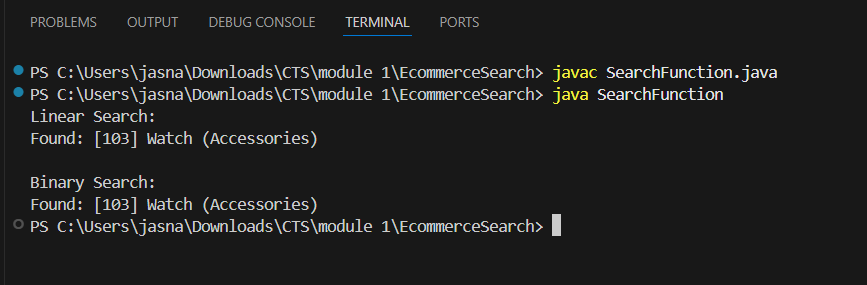 PROBLEMS OUTPUT DEBUG CONSOLE TERMINAL PORTS
PS C:\Users\jasna\Downloads\CTS\module 1\EcommerceSearch> javac SearchFunction.java
PS C:\Users\jasna\Downloads\CTS\module 1\EcommerceSearch> java SearchFunction
Linear Search:
Found: [103] Watch (Accessories)
Binary Search:
Found: [103] Watch (Accessories)
PS C:\Users\jasna\Downloads\CTS\module 1\EcommerceSearch>